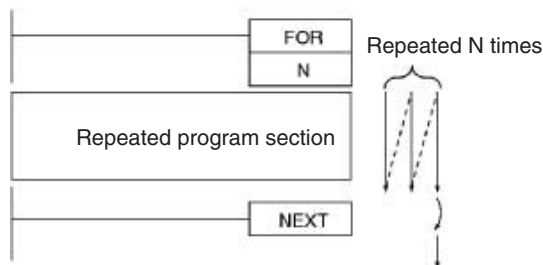 FOR
N
Repeated N times
Repeated program section
NEXT